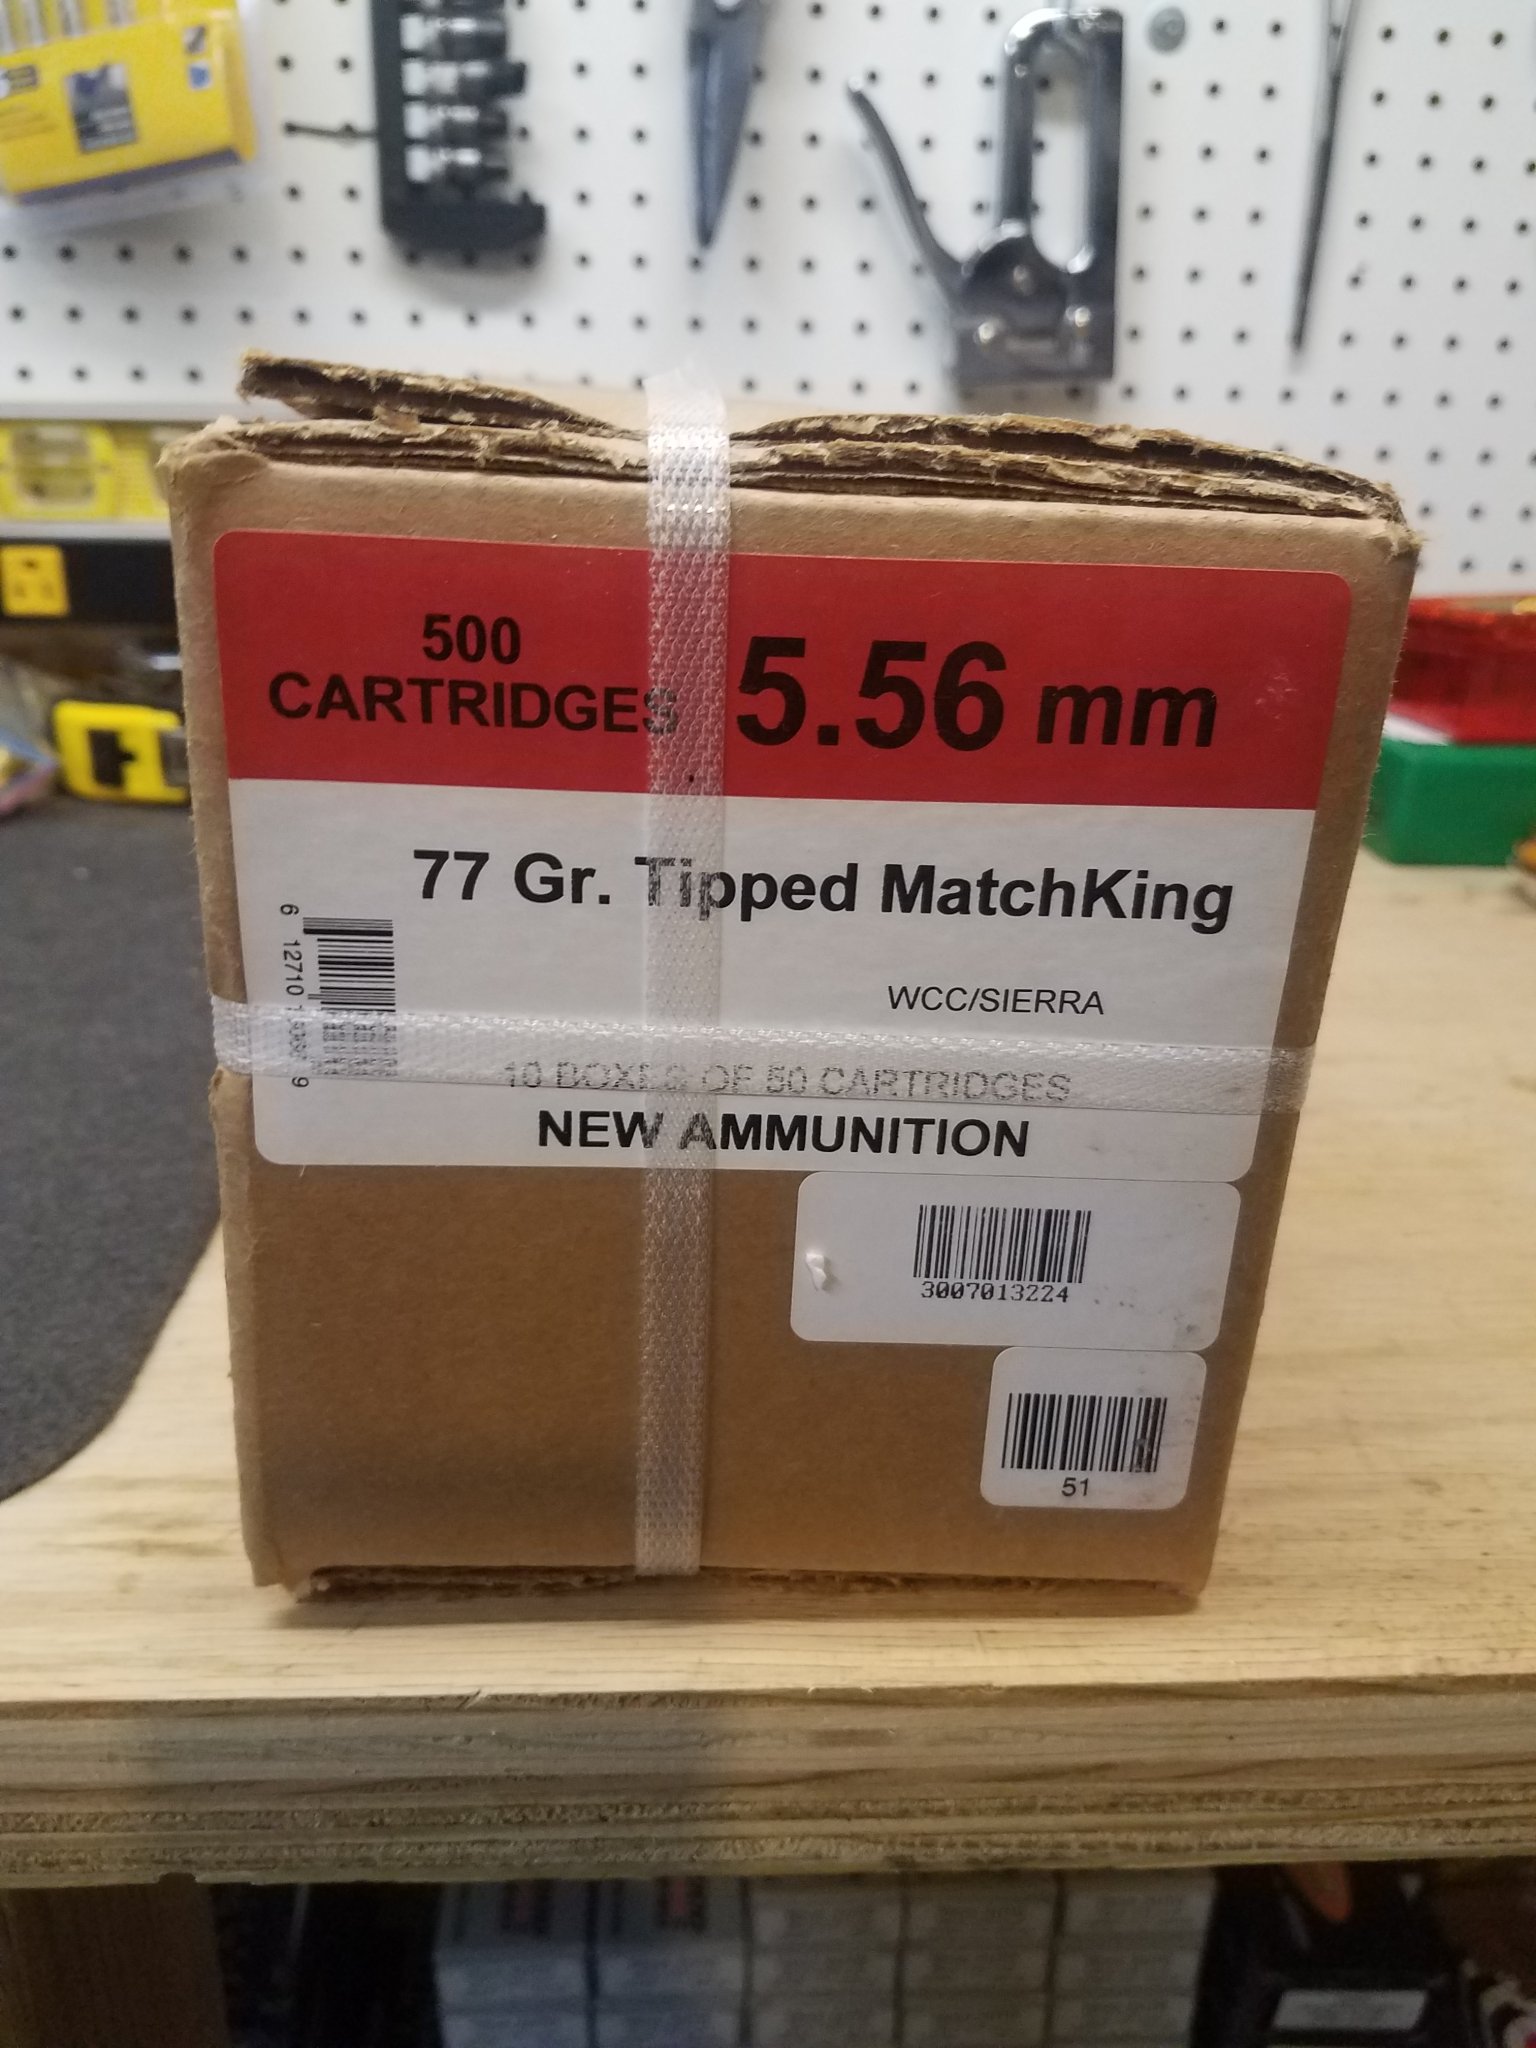 500
CARTRIDGES
5.56 mm
77 Gr. Tipped MatchKing
WCC/SIERRA
10 BOXES OF 50 CARTRIDGES
NEW AMMUNITION
3007013224
51